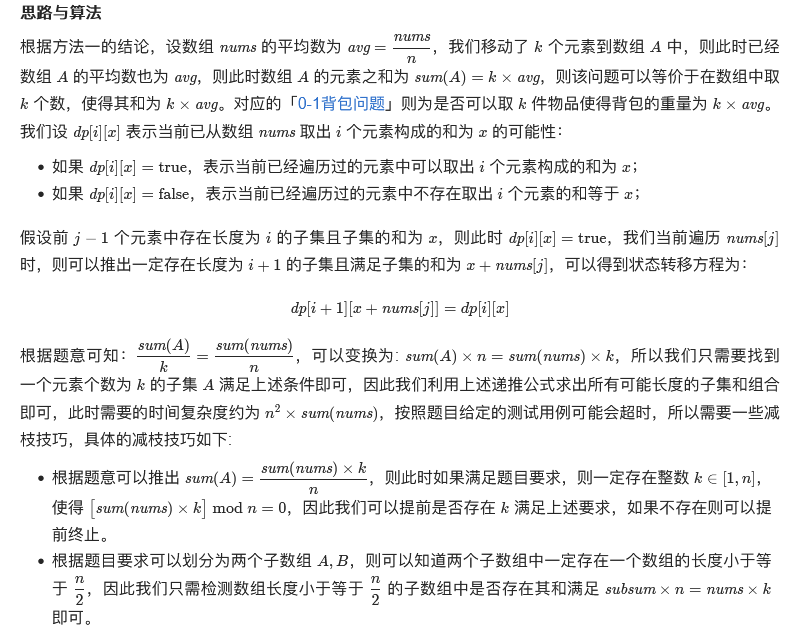 思路与算法
根据方法一的结论，设数组 nums 的平均数为 avg = nums/n，我们移动了 k 个元素到数组 A 中，则此时已经
数组 A 的平均数也为 avg，则此时数组 A 的元素之和为 sum(A) = k × avg，则该问题可以等价于在数组中取
k 个数，使得其和为 k × avg。对应的「0-1背包问题」则为是否可以取 k 件物品使得背包的重量为 k × avg。
我们设 dp[i][x] 表示当前已从数组 nums 取出 i 个元素构成的和为 x 的可能性：
• 如果 dp[i][x] = true，表示当前已经遍历过的元素中可以取出 i 个元素构成的和为 x；
• 如果 dp[i][x] = false，表示当前已经遍历过的元素中不存在取出 i 个元素的和等于 x；
假设前 j − 1 个元素中存在长度为 i 的子集且子集的和为 x，则此时 dp[i][x] = true，我们当前遍历 nums[j]
时，则可以推出一定存在长度为 i + 1 的子集且满足子集的和为 x + nums[j]，可以得到状态转移方程为：
dp[i + 1][x + nums[j]] = dp[i][x]
根据题意可知：sum(A)/k = sum(nums)/n，可以变换为: sum(A) × n = sum(nums) × k，所以我们只需要找到
一个元素个数为 k 的子集 A 满足上述条件即可，因此我们利用上述递推公式求出所有可能长度的子集和组合
即可，此时需要的时间复杂度约为 n² × sum(nums)，按照题目给定的测试用例可能会超时，所以需要一些减
枝技巧，具体的减枝技巧如下:
• 根据题意可以推出 sum(A) = sum(nums) × k/n，则此时如果满足题目要求，则一定存在整数 k ∈ [1, n]，
使得 [sum(nums) × k] mod n = 0，因此我们可以提前是否存在 k 满足上述要求，如果不存在则可以提
前终止。
• 根据题目要求可以划分为两个子数组 A, B，则可以知道两个子数组中一定存在一个数组的长度小于等
于 n/2，因此我们只需检测数组长度小于等于 n/2 的子数组中是否存在其和满足 subsum × n = nums × k
即可。